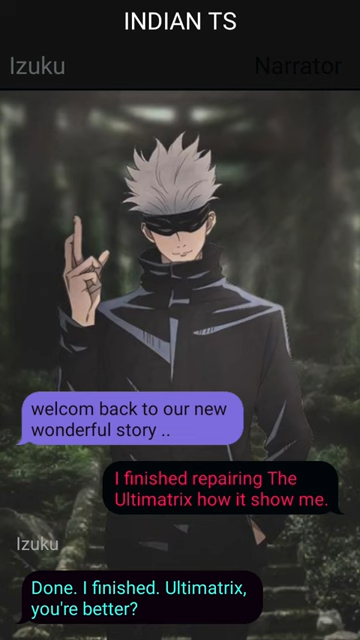 INDIAN TS
Izuku Narrator
welcom back to our new
wonderful story ..
I finished repairing The
Ultimatrix how it show me.
Izuku
Done. I finished. Ultimatrix,
you're better?